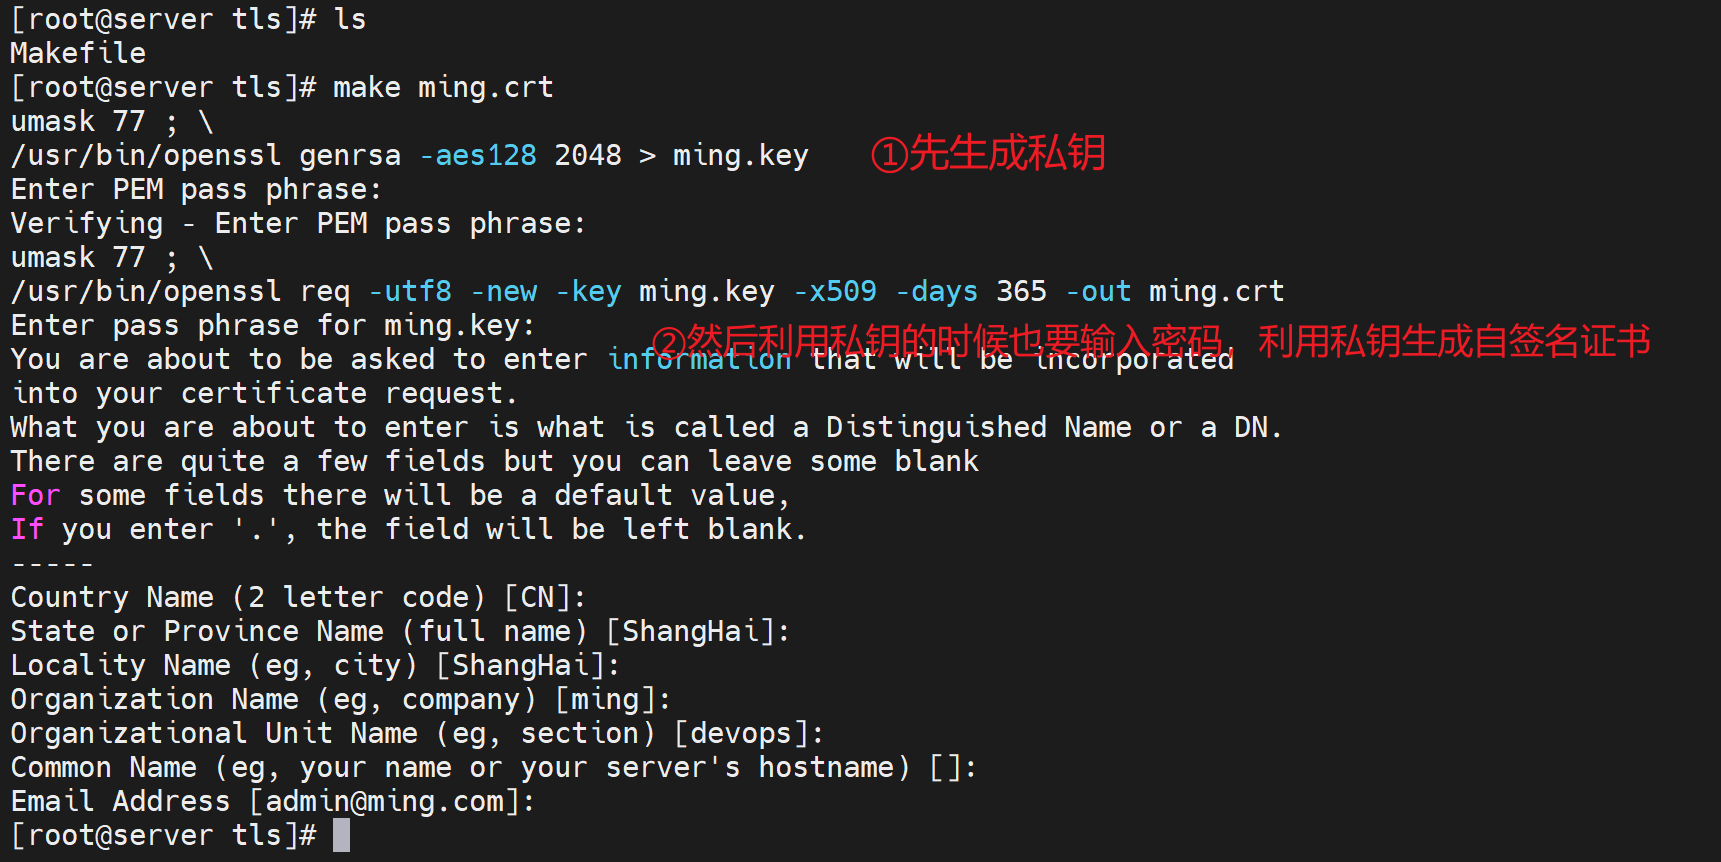 [root@server tls]# ls
Makefile
[root@server tls]# make ming.crt
umask 77 ; \
/usr/bin/openssl genrsa -aes128 2048 > ming.key
①先生成私钥
Enter PEM pass phrase:
Verifying - Enter PEM pass phrase:
umask 77 ; \
/usr/bin/openssl req -utf8 -new -key ming.key -x509 -days 365 -out ming.crt
Enter pass phrase for ming.key:
②然后利用私钥的时候也要输入密码，利用私钥生成自签名证书
You are about to be asked to enter information that will be incorporated
into your certificate request.
What you are about to enter is what is called a Distinguished Name or a DN.
There are quite a few fields but you can leave some blank
For some fields there will be a default value,
If you enter '.', the field will be left blank.
-----
Country Name (2 letter code) [CN]:
State or Province Name (full name) [ShangHai]:
Locality Name (eg, city) [ShangHai]:
Organization Name (eg, company) [ming]:
Organizational Unit Name (eg, section) [devops]:
Common Name (eg, your name or your server's hostname) []:
Email Address [admin@ming.com]:
[root@server tls]#